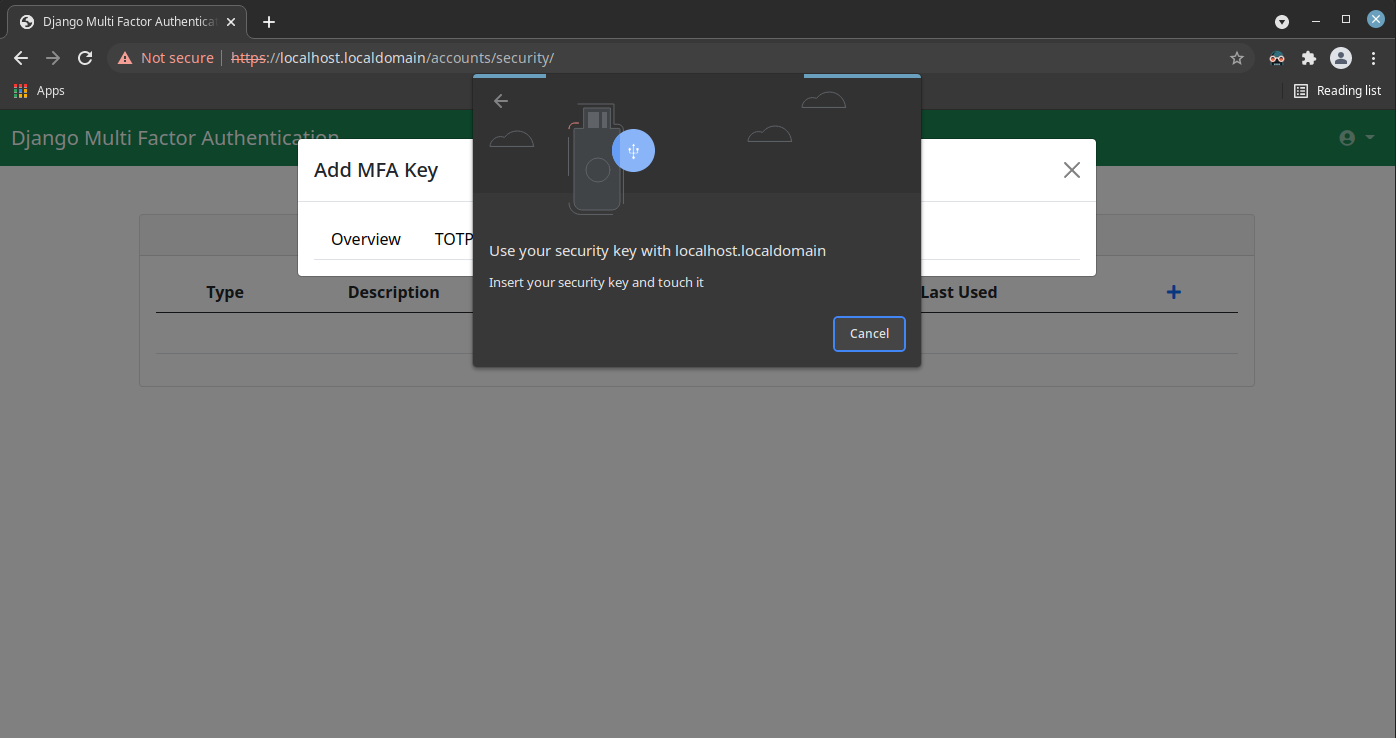 Django Multi Factor Authentica
Not secure https://localhost.localdomain/accounts/security/
Apps
Reading list
Django Multi Factor Authentication
Add MFA Key
Overview TOTP
Use your security key with localhost.localdomain
Insert your security key and touch it
Cancel
Type Description Last Used